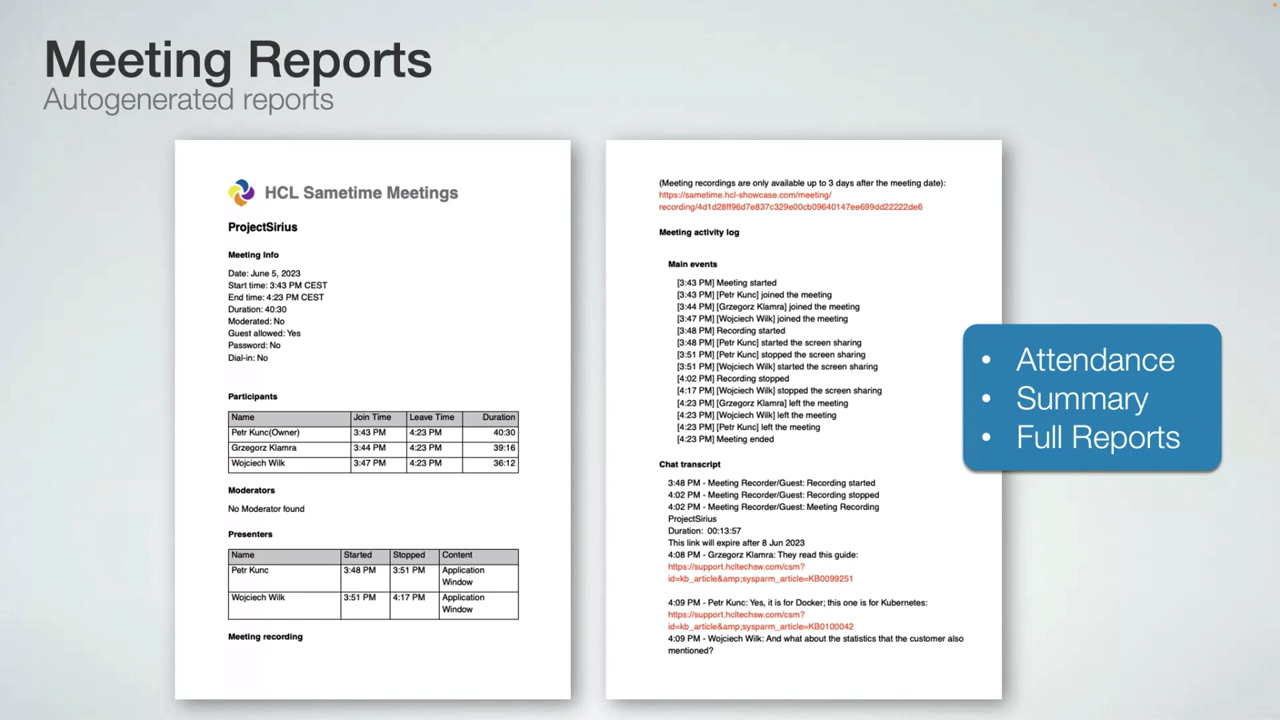 Meeting Reports
Autogenerated reports
HCL Sametime Meetings
ProjectSirius
Meeting Info
Date: June 5, 2023
Start time: 3:43 PM CEST
End time: 4:23 PM CEST
Duration: 40:30
Moderated: No
Guest allowed: Yes
Password: No
Dial-in: No
Participants
Name Join Time Leave Time Duration
Petr Kunc(Owner) 3:43 PM 4:23 PM 40:30
Grzegorz Klamra 3:44 PM 4:23 PM 39:16
Wojciech Wilk 3:47 PM 4:23 PM 36:12
Moderators
No Moderator found
Presenters
Name Started Stopped Content
Petr Kunc 3:48 PM 3:51 PM Application
Window
Wojciech Wilk 3:51 PM 4:17 PM Application
Window
Meeting recording
(Meeting recordings are only available up to 3 days after the meeting date):
https://sametime.hcl-showcase.com/meeting/
recording/4d1d28ff96d7e837c329e00cb09640147ee699dd22222de6
Meeting activity log
Main events
[3:43 PM] Meeting started
[3:43 PM] [Petr Kunc] joined the meeting
[3:44 PM] [Grzegorz Klamra] joined the meeting
[3:47 PM] [Wojciech Wilk] joined the meeting
[3:48 PM] Recording started
[3:48 PM] [Petr Kunc] started the screen sharing
[3:51 PM] [Petr Kunc] stopped the screen sharing
[3:51 PM] [Wojciech Wilk] started the screen sharing
[4:02 PM] Recording stopped
[4:17 PM] [Wojciech Wilk] stopped the screen sharing
[4:23 PM] [Grzegorz Klamra] left the meeting
[4:23 PM] [Wojciech Wilk] left the meeting
[4:23 PM] [Petr Kunc] left the meeting
[4:23 PM] Meeting ended
Chat transcript
3:48 PM - Meeting Recorder/Guest: Recording started
4:02 PM - Meeting Recorder/Guest: Recording stopped
4:02 PM - Meeting Recorder/Guest: Meeting Recording
ProjectSirius
Duration: 00:13:57
This link will expire after 8 Jun 2023
4:08 PM - Grzegorz Klamra: They read this guide:
https://support.hcltechsw.com/csm?
id=kb_article&amp;sysparm_article=KB0099251
4:09 PM - Petr Kunc: Yes, it is for Docker; this one is for Kubernetes:
https://support.hcltechsw.com/csm?
id=kb_article&amp;sysparm_article=KB0100042
4:09 PM - Wojciech Wilk: And what about the statistics that the customer also
mentioned?
• Attendance
• Summary
• Full Reports